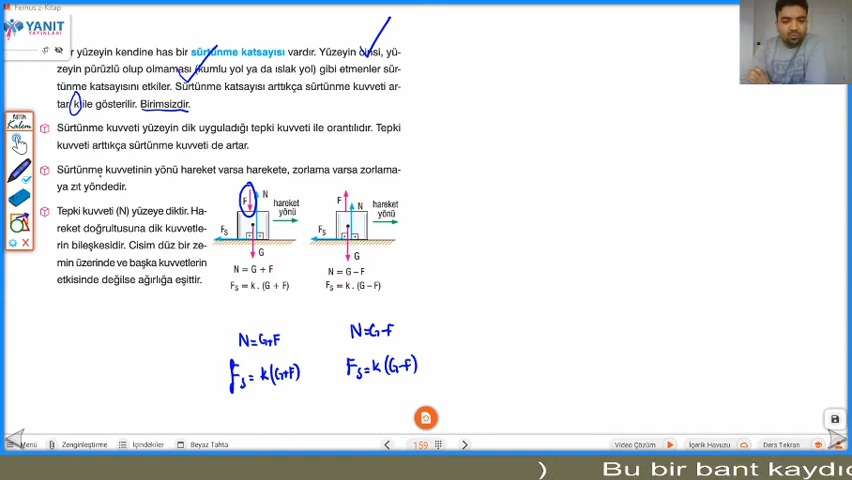 Fernus Z-Kitap
YANIT
YAYINLARI
r yüzeyin kendine has bir sürtünme katsayısı vardır. Yüzeyin cinsi, yü-
zeyin pürüzlü olup olmaması (kumlu yol ya da ıslak yol) gibi etmenler sür-
tünme katsayısını etkiler. Sürtünme katsayısı arttıkça sürtünme kuvveti ar-
tar. k ile gösterilir. Birimsizdir.
Sürtünme kuvveti yüzeyin dik uyguladığı tepki kuvveti ile orantılıdır. Tepki
kuvveti arttıkça sürtünme kuvveti de artar.
Sürtünme kuvvetinin yönü hareket varsa harekete, zorlama varsa zorlama-
ya zıt yöndedir.
Tepki kuvveti (N) yüzeye diktir. Ha-
reket doğrultusuna dik kuvvetle-
rin bileşkesidir. Cisim düz bir ze-
min üzerinde ve başka kuvvetlerin
etkisinde değilse ağırlığa eşittir.
fatih
Kalem
F N
hareket
yönü
Fs
G
N = G + F
Fs = k . (G + F)
F N
hareket
yönü
Fs
G
N = G – F
Fs = k . (G – F)
N=G+F
Fs = k(G+F)
N=G-F
Fs=k(G-F)
Menü Zenginleştirme İçindekiler Beyaz Tahta 159 Video Çözüm İçerik Havuzu Ders Tekran
) Bu bir bant kaydı